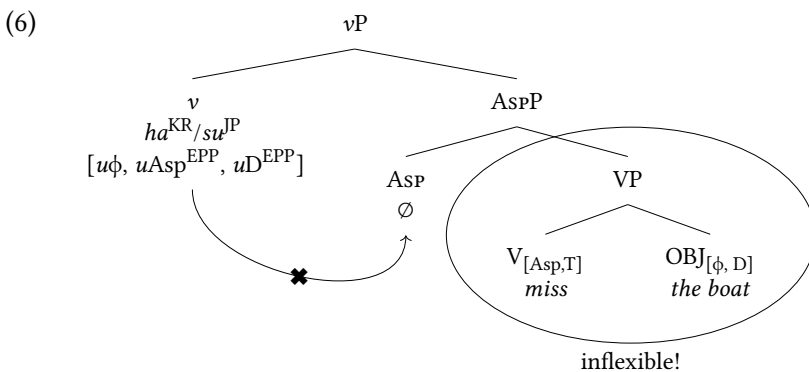 (6)
vP
v AspP
ha^KR/su^JP
[uϕ, uAsp^EPP, uD^EPP]
Asp VP
∅
V[Asp,T] OBJ[ϕ, D]
miss the boat
inflexible!